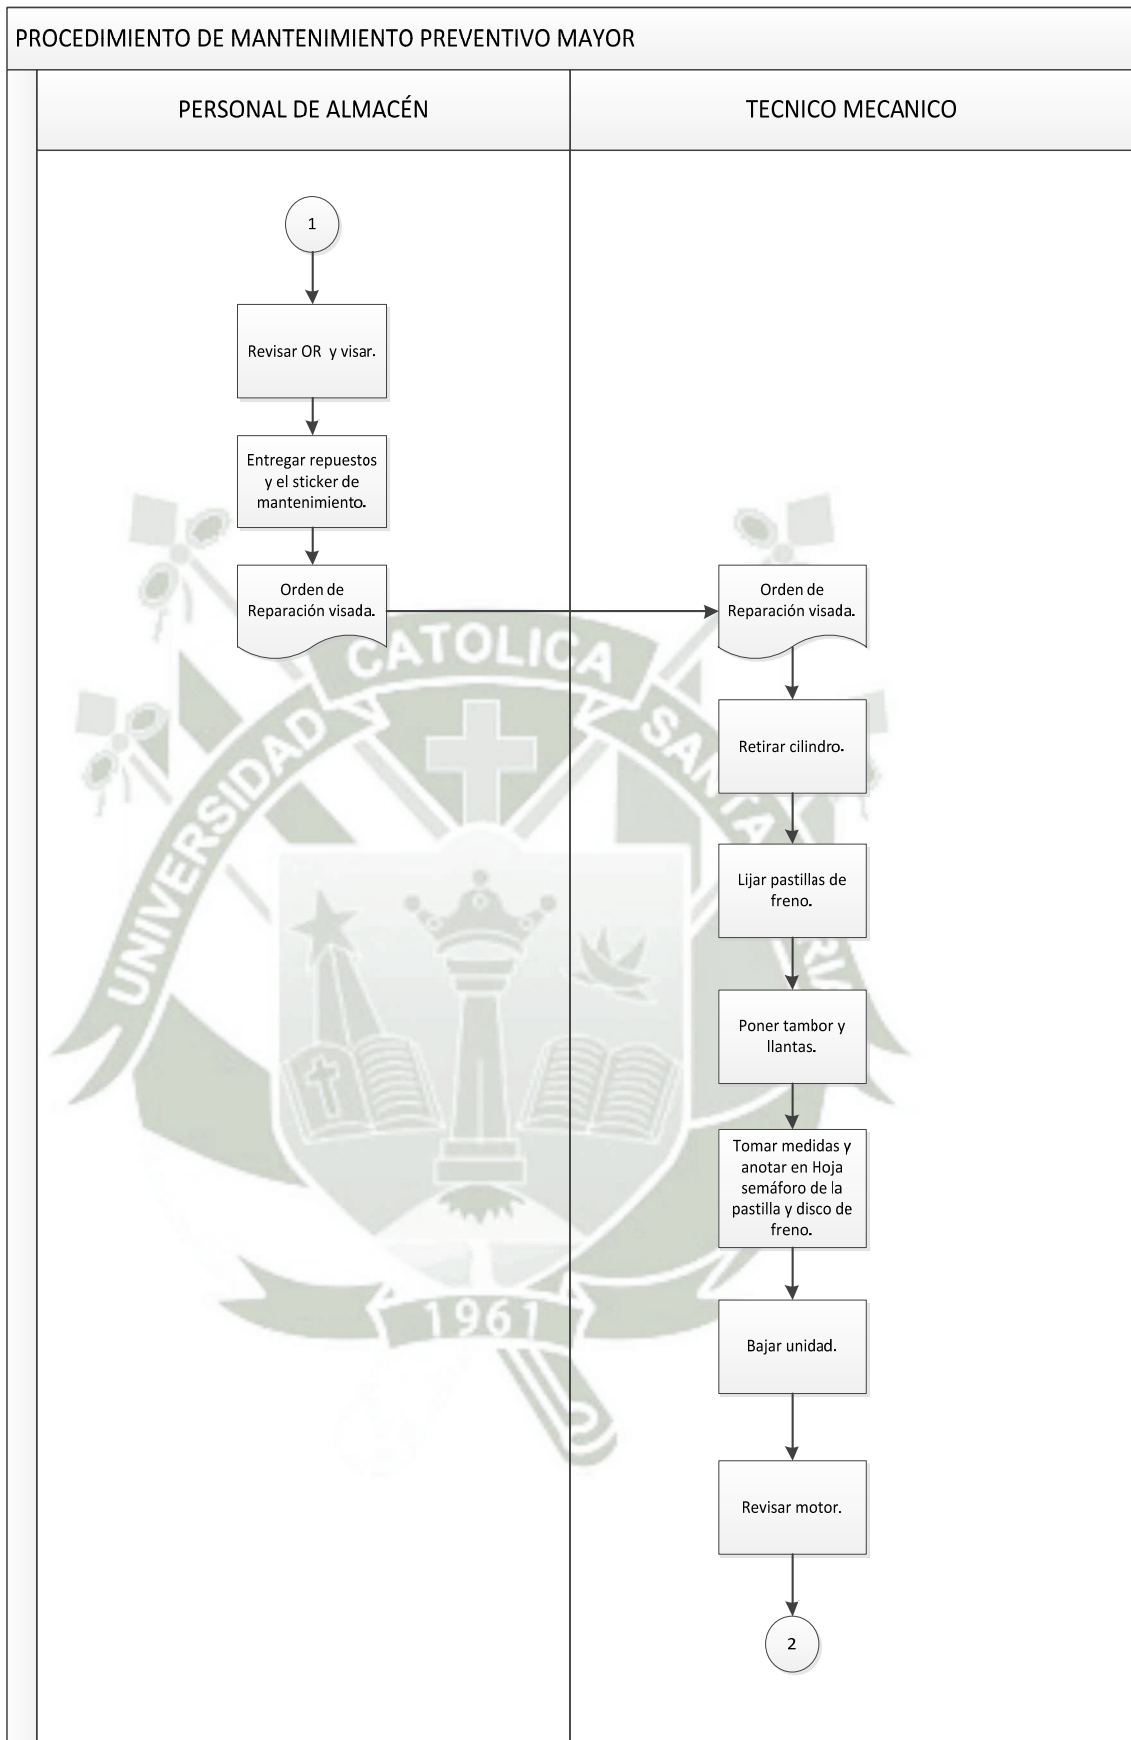 PROCEDIMIENTO DE MANTENIMIENTO PREVENTIVO MAYOR
PERSONAL DE ALMACÉN
TECNICO MECANICO
1
Revisar OR y visar.
Entregar repuestos
y el sticker de
mantenimiento.
Orden de
Reparación visada.
Orden de
Reparación visada.
Retirar cilindro.
Lijar pastillas de
freno.
Poner tambor y
llantas.
Tomar medidas y
anotar en Hoja
semáforo de la
pastilla y disco de
freno.
Bajar unidad.
Revisar motor.
2
UNIVERSIDAD
CATOLICA
1961